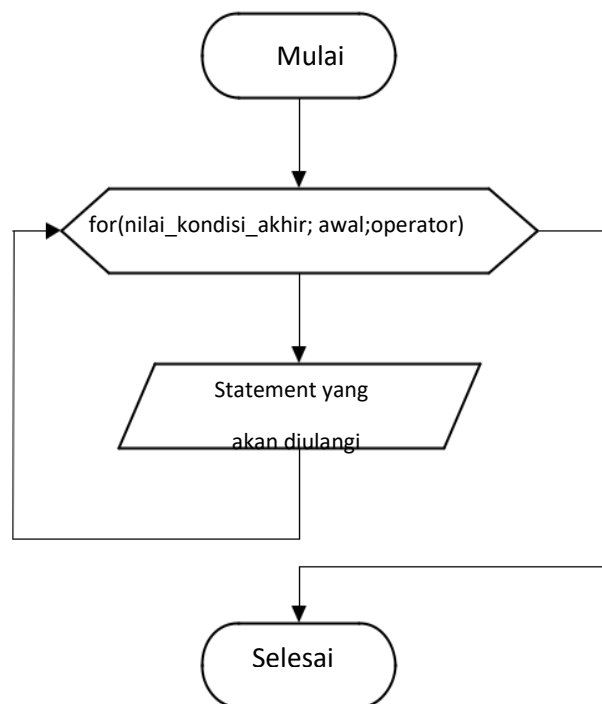 Mulai
for(nilai_kondisi_akhir; awal;operator)
Statement yang
akan diulangi
Selesai